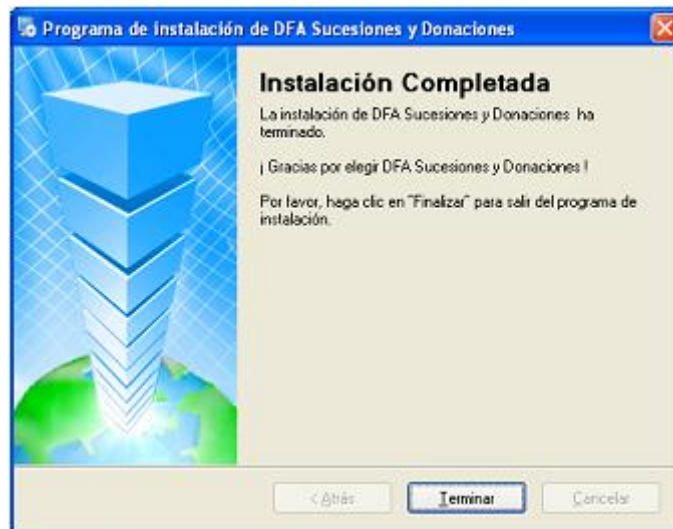 Programa de instalación de DFA Sucesiones y Donaciones
Instalación Completada
La instalación de DFA Sucesiones y Donaciones ha
terminado.
¡ Gracias por elegir DFA Sucesiones y Donaciones !
Por favor, haga clic en "Finalizar" para salir del programa de
instalación.
< Atrás
Terminar
Cancelar